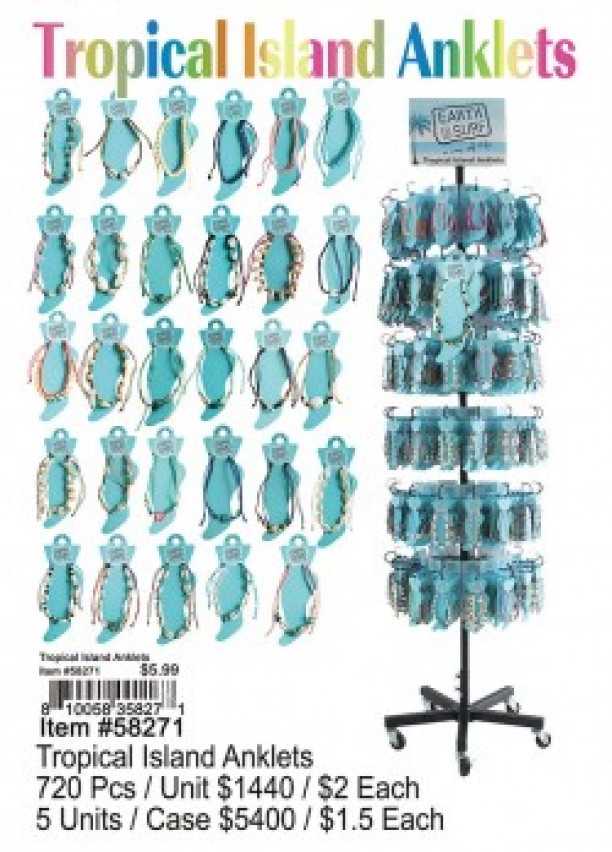 Tropical Island Anklets
EARTH
SURF
Tropical Island Anklets
Tropical Island Anklets
Item #58271 $5.99
8 10058 35827 1
Item #58271
Tropical Island Anklets
720 Pcs / Unit $1440 / $2 Each
5 Units / Case $5400 / $1.5 Each